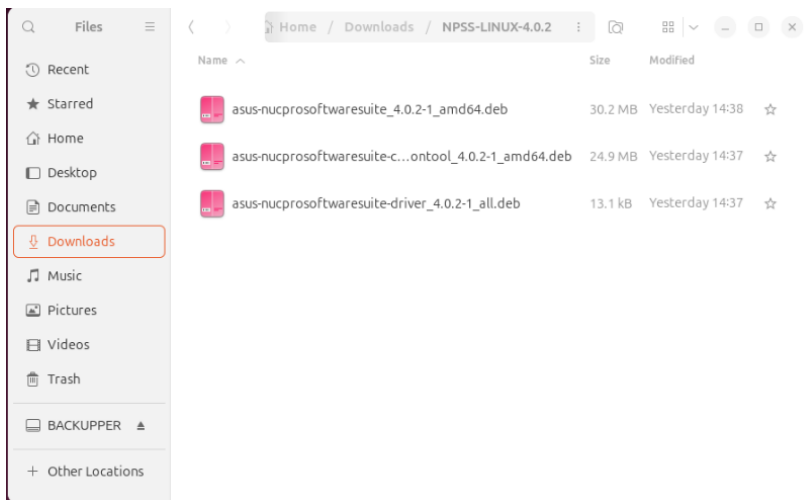 Files
Home / Downloads / NPSS-LINUX-4.0.2
Name
Size
Modified
Recent
Starred
Home
Desktop
Documents
Downloads
Music
Pictures
Videos
Trash
BACKUPPER
+ Other Locations
asus-nucprosoftwaresuite_4.0.2-1_amd64.deb 30.2 MB Yesterday 14:38
asus-nucprosoftwaresuite-c...ontool_4.0.2-1_amd64.deb 24.9 MB Yesterday 14:37
asus-nucprosoftwaresuite-driver_4.0.2-1_all.deb 13.1 kB Yesterday 14:37